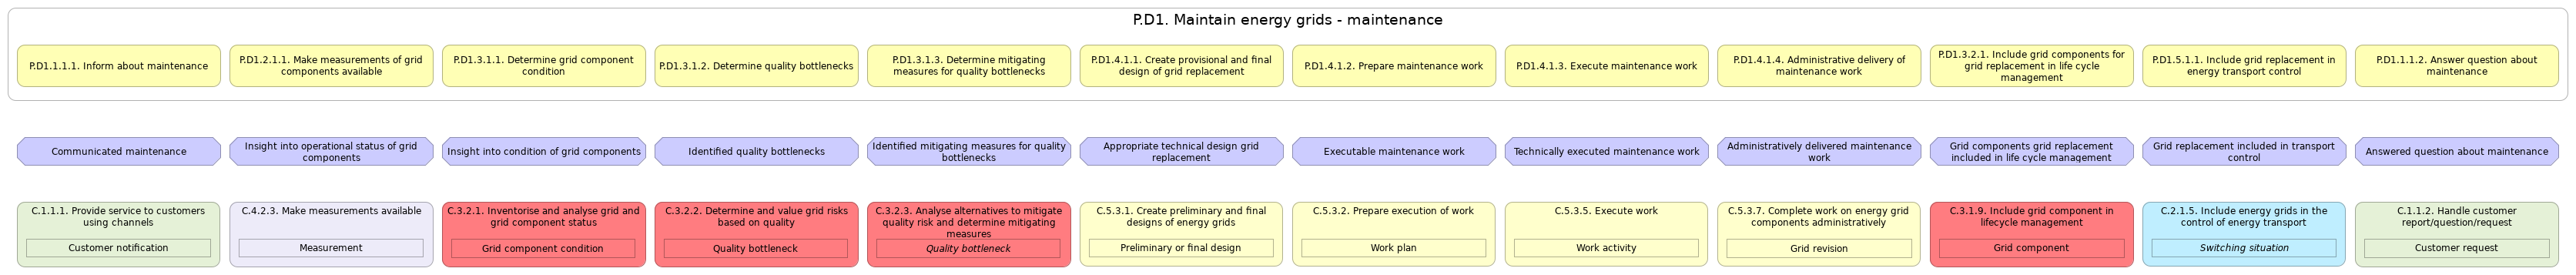 P.D1. Maintain energy grids - maintenance
P.D1.1.1.1. Inform about maintenance
P.D1.2.1.1. Make measurements of grid
components available
P.D1.3.1.1. Determine grid component
condition
P.D1.3.1.2. Determine quality bottlenecks
P.D1.3.1.3. Determine mitigating
measures for quality bottlenecks
P.D1.4.1.1. Create provisional and final
design of grid replacement
P.D1.4.1.2. Prepare maintenance work
P.D1.4.1.3. Execute maintenance work
P.D1.4.1.4. Administrative delivery of
maintenance work
P.D1.3.2.1. Include grid components for
grid replacement in life cycle
management
P.D1.5.1.1. Include grid replacement in
energy transport control
P.D1.1.1.2. Answer question about
maintenance
Communicated maintenance
Insight into operational status of grid
components
Insight into condition of grid components
Identified quality bottlenecks
Identified mitigating measures for quality
bottlenecks
Appropriate technical design grid
replacement
Executable maintenance work
Technically executed maintenance work
Administratively delivered maintenance
work
Grid components grid replacement
included in life cycle management
Grid replacement included in transport
control
Answered question about maintenance
C.1.1.1. Provide service to customers
using channels
Customer notification
C.4.2.3. Make measurements available
Measurement
C.3.2.1. Inventorise and analyse grid and
grid component status
Grid component condition
C.3.2.2. Determine and value grid risks
based on quality
Quality bottleneck
C.3.2.3. Analyse alternatives to mitigate
quality risk and determine mitigating
measures
Quality bottleneck
C.5.3.1. Create preliminary and final
designs of energy grids
Preliminary or final design
C.5.3.2. Prepare execution of work
Work plan
C.5.3.5. Execute work
Work activity
C.5.3.7. Complete work on energy grid
components administratively
Grid revision
C.3.1.9. Include grid component in
lifecycle management
Grid component
C.2.1.5. Include energy grids in the
control of energy transport
Switching situation
C.1.1.2. Handle customer
report/question/request
Customer request